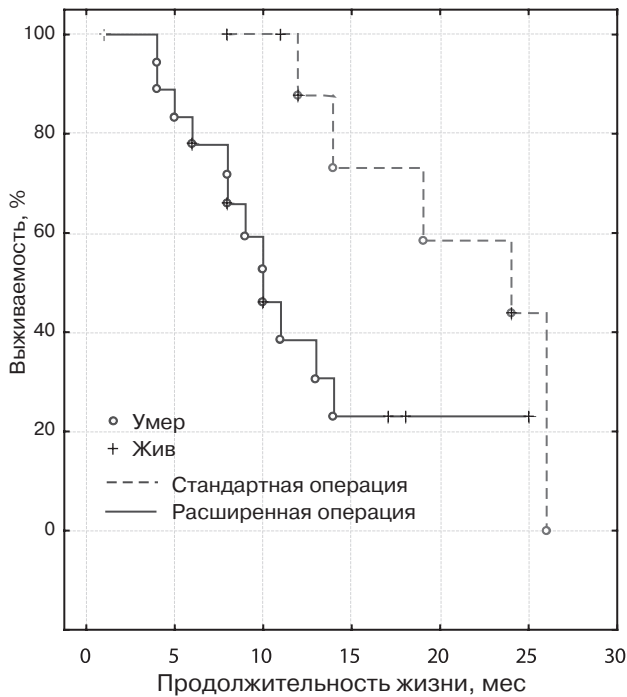 Выживаемость, %
100
80
60
40
20
0
Умер
Жив
Стандартная операция
Расширенная операция
0 5 10 15 20 25 30
Продолжительность жизни, мес